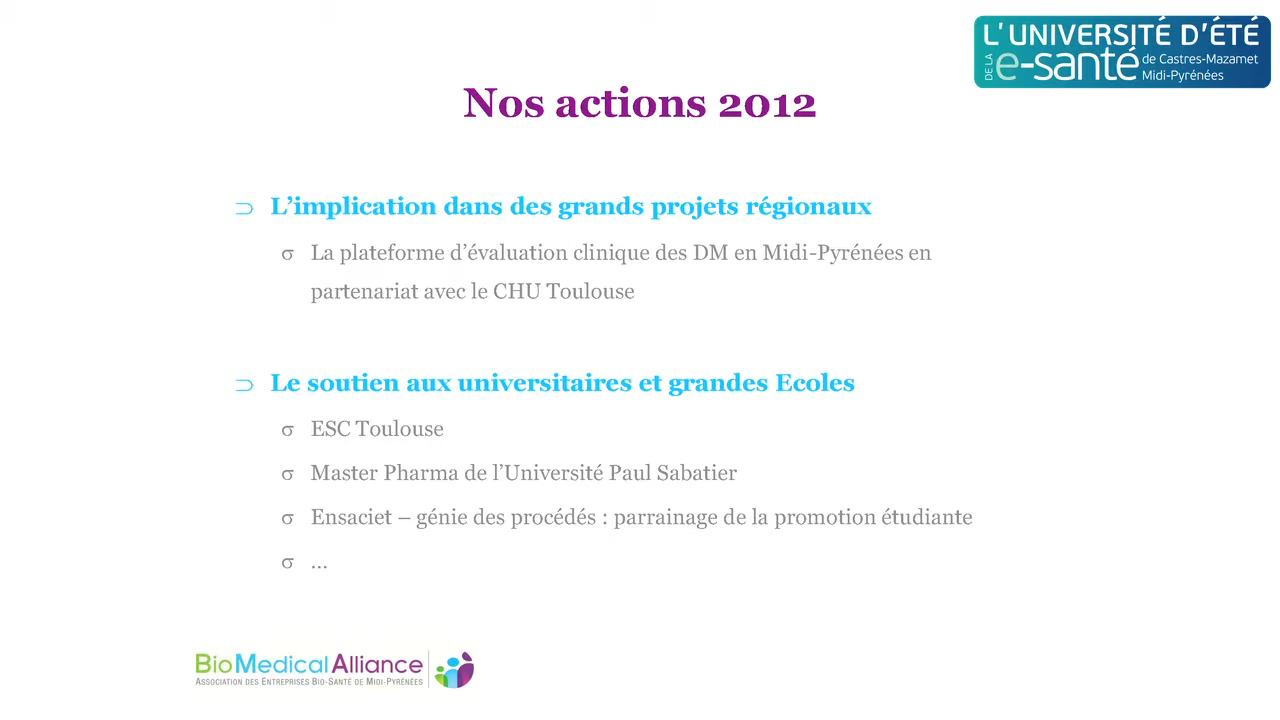 L'UNIVERSITÉ D'ÉTÉ
DE LA e-santé de Castres-Mazamet
Midi-Pyrénées
Nos actions 2012
⊃ L’implication dans des grands projets régionaux
σ La plateforme d’évaluation clinique des DM en Midi-Pyrénées en
partenariat avec le CHU Toulouse
⊃ Le soutien aux universitaires et grandes Ecoles
σ ESC Toulouse
σ Master Pharma de l’Université Paul Sabatier
σ Ensaciet – génie des procédés : parrainage de la promotion étudiante
σ ...
BioMedicalAlliance
ASSOCIATION DES ENTREPRISES BIO-SANTÉ DE MIDI-PYRÉNÉES